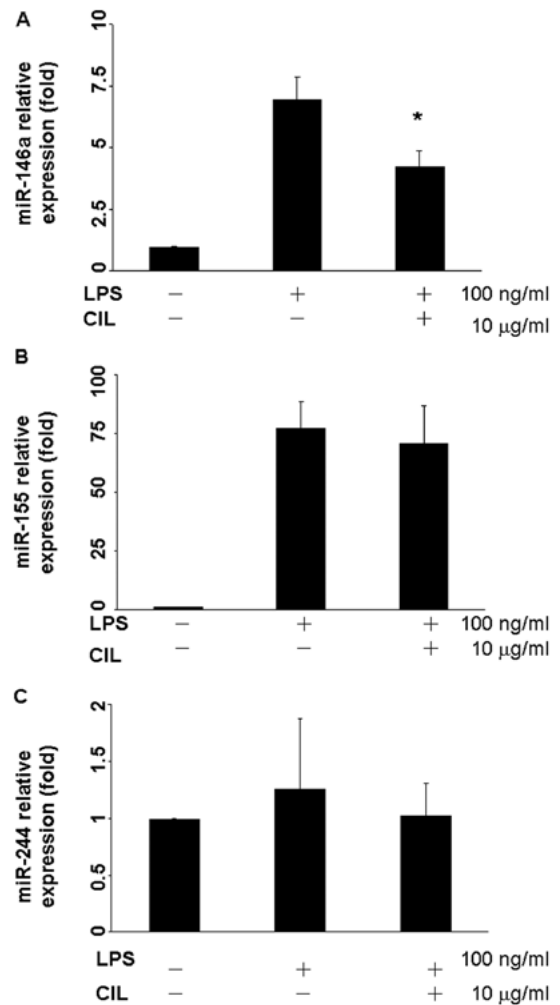 A
miR-146a relative
expression (fold)
10
7.5
5
2.5
0
*
LPS − + + 100 ng/ml
CIL − − + 10 µg/ml
B
miR-155 relative
expression (fold)
100
75
50
25
0
LPS − + + 100 ng/ml
CIL − − + 10 µg/ml
C
miR-244 relative
expression (fold)
2
1.5
1
0.5
0
LPS − + + 100 ng/ml
CIL − − + 10 µg/ml